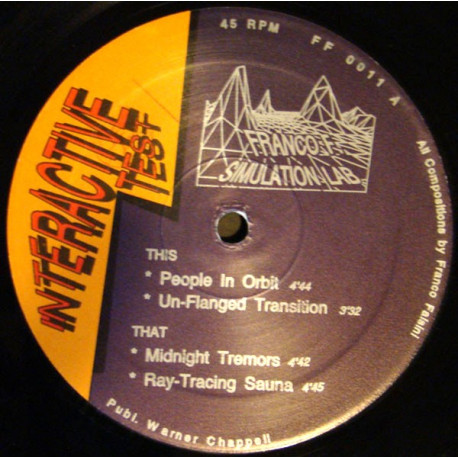 INTERACTIVE
TEST
45 RPM
FF 0011 A
FRANCO F.
SIMULATION LAB.
All Compositions by Franco Falsini
THIS
* People In Orbit 4'44
* Un-Flanged Transition 3'32
THAT
* Midnight Tremors 4'42
* Ray-Tracing Sauna 4'45
Publ. Warner Chappell